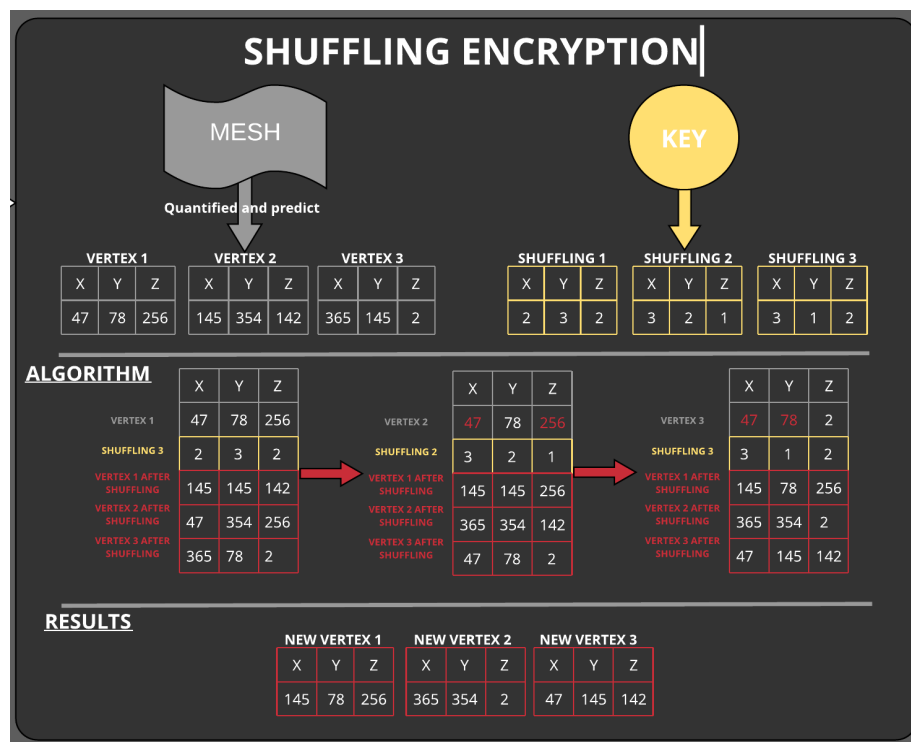 SHUFFLING ENCRYPTION
MESH
KEY
Quantified and predict
VERTEX 1 VERTEX 2 VERTEX 3 SHUFFLING 1 SHUFFLING 2 SHUFFLING 3
X Y Z X Y Z X Y Z X Y Z X Y Z X Y Z
47 78 256 145 354 142 365 145 2 2 3 2 3 2 1 3 1 2
ALGORITHM
X Y Z
VERTEX 1 47 78 256
SHUFFLING 3 2 3 2
VERTEX 1 AFTER
SHUFFLING
145 145 142
VERTEX 2 AFTER
SHUFFLING
47 354 256
VERTEX 3 AFTER
SHUFFLING
365 78 2
X Y Z
VERTEX 2 47 78 256
SHUFFLING 2 3 2 1
VERTEX 1 AFTER
SHUFFLING
145 145 256
VERTEX 2 AFTER
SHUFFLING
365 354 142
VERTEX 3 AFTER
SHUFFLING
47 78 2
X Y Z
VERTEX 3 47 78 2
SHUFFLING 3 3 1 2
VERTEX 1 AFTER
SHUFFLING
145 78 256
VERTEX 2 AFTER
SHUFFLING
365 354 2
VERTEX 3 AFTER
SHUFFLING
47 145 142
RESULTS
NEW VERTEX 1 NEW VERTEX 2 NEW VERTEX 3
X Y Z X Y Z X Y Z
145 78 256 365 354 2 47 145 142